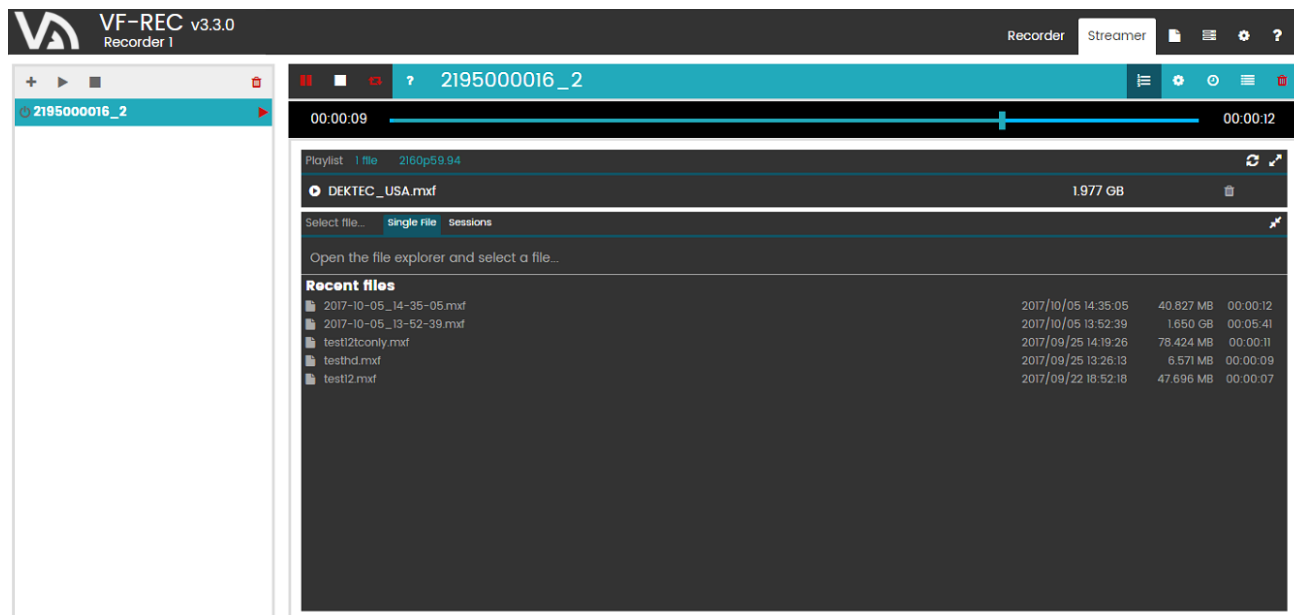 VF-REC v3.3.0
Recorder 1
Recorder Streamer ?
2195000016_2
? 2195000016_2
00:00:09 00:00:12
Playlist 1 file 2160p59.94
DEKTEC_USA.mxf 1.977 GB
Select file... Single File Sessions
Open the file explorer and select a file...
Recent files
2017-10-05_14-35-05.mxf 2017/10/05 14:35:05 40.827 MB 00:00:12
2017-10-05_13-52-39.mxf 2017/10/05 13:52:39 1.650 GB 00:05:41
test12tconly.mxf 2017/09/25 14:19:26 78.424 MB 00:00:11
testhd.mxf 2017/09/25 13:26:13 6.571 MB 00:00:09
test12.mxf 2017/09/22 18:52:18 47.696 MB 00:00:07